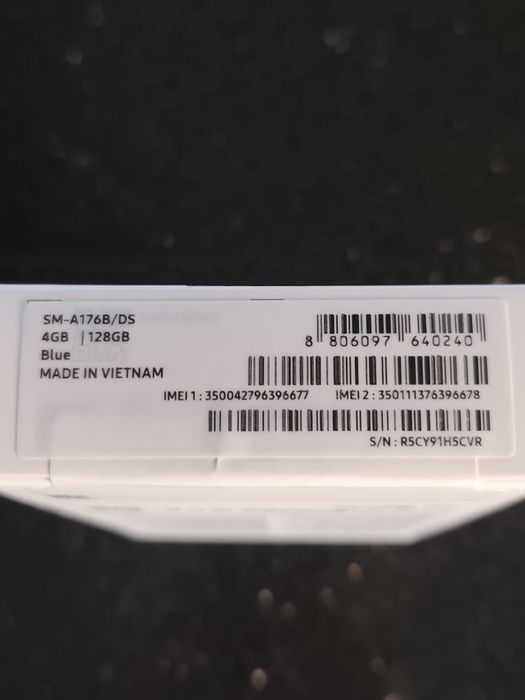 SM-A176B/DS
4GB | 128GB
Blue
MADE IN VIETNAM
8 806097 640240
IMEI 1 : 350042796396677 IMEI 2 : 350111376396678
S/N : R5CY91H5CVR